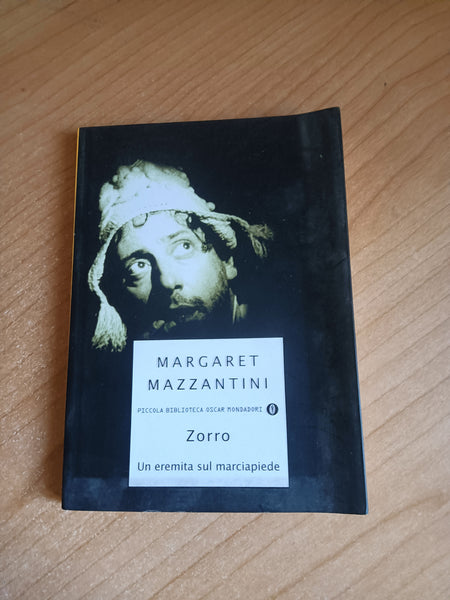 MARGARET
MAZZANTINI
PICCOLA BIBLIOTECA OSCAR MONDADORI
Zorro
Un eremita sul marciapiede